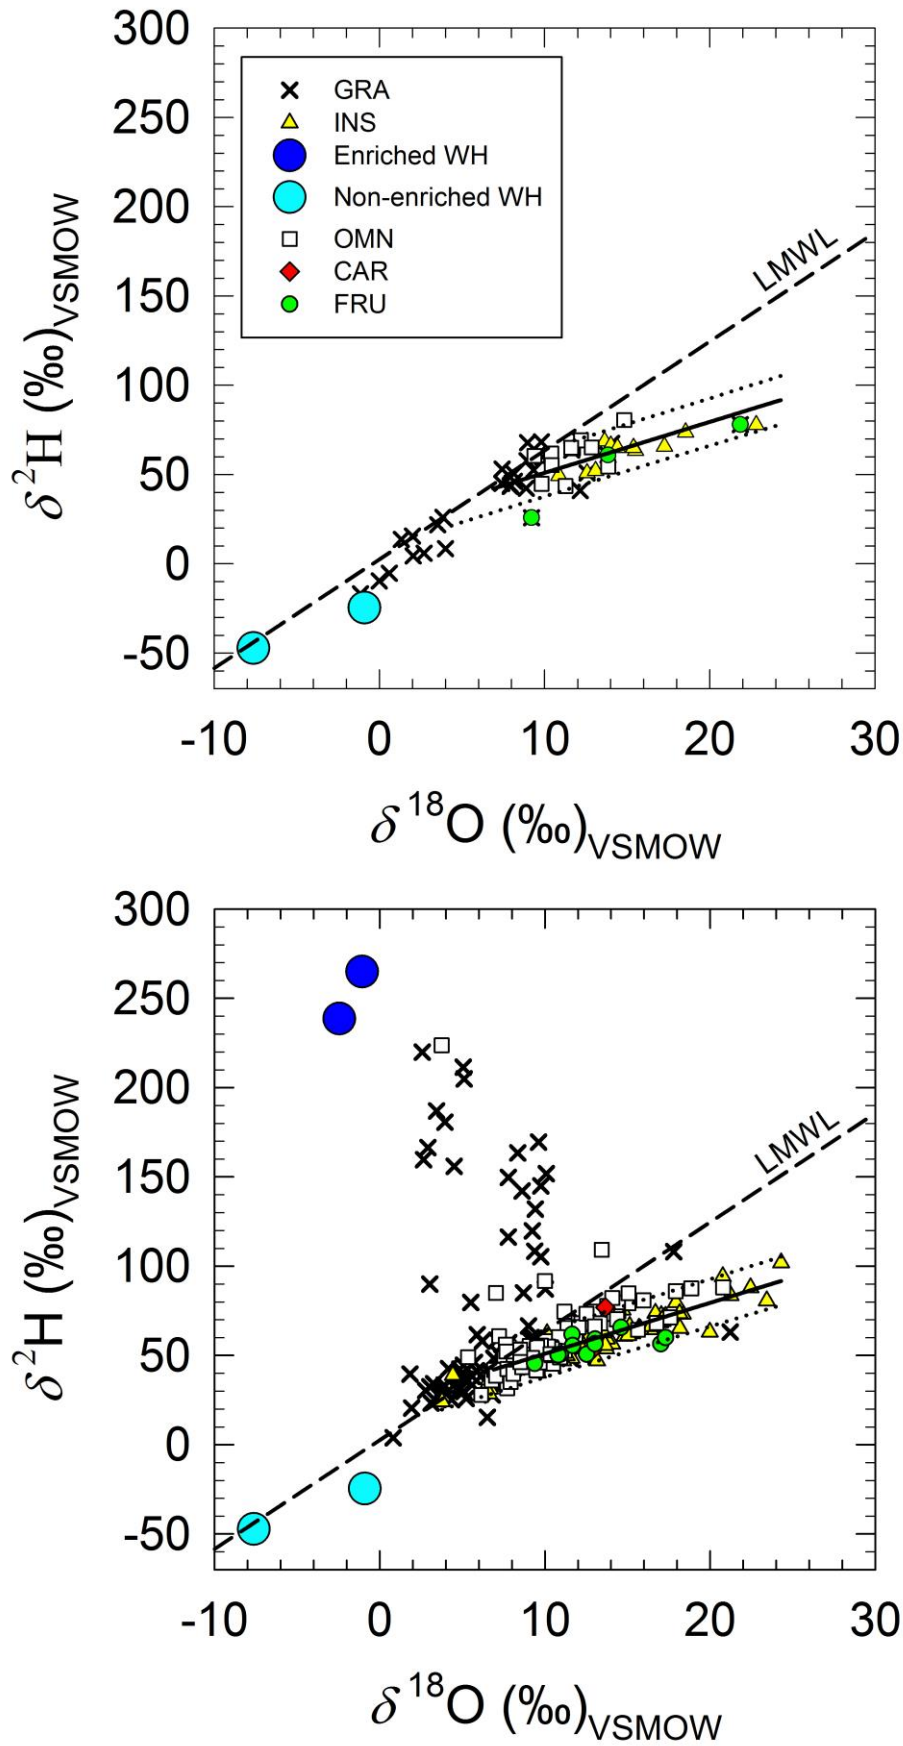 300
250
200
150
100
50
0
-50
δ²H (‰)VSMOW
GRA
INS
Enriched WH
Non-enriched WH
OMN
CAR
FRU
LMWL
-10 0 10 20 30
δ¹⁸O (‰)VSMOW
300
250
200
150
100
50
0
-50
δ²H (‰)VSMOW
LMWL
-10 0 10 20 30
δ¹⁸O (‰)VSMOW